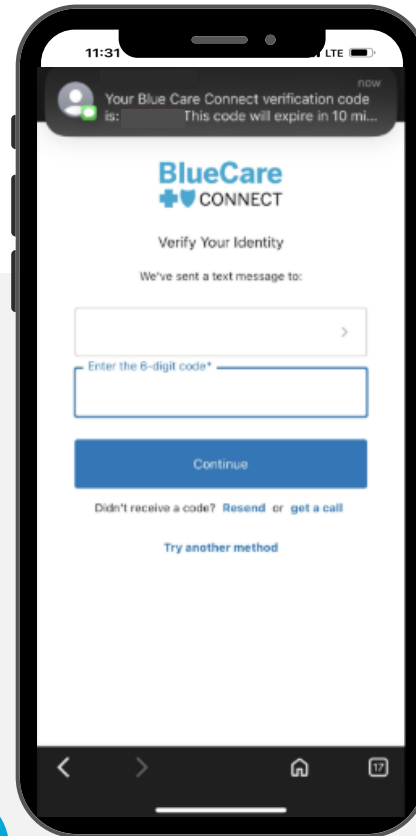 11:31
LTE
now
Your Blue Care Connect verification code
is: This code will expire in 10 mi...
BlueCare
CONNECT
Verify Your Identity
We've sent a text message to:
Enter the 6-digit code*
Continue
Didn't receive a code? Resend or get a call
Try another method
17